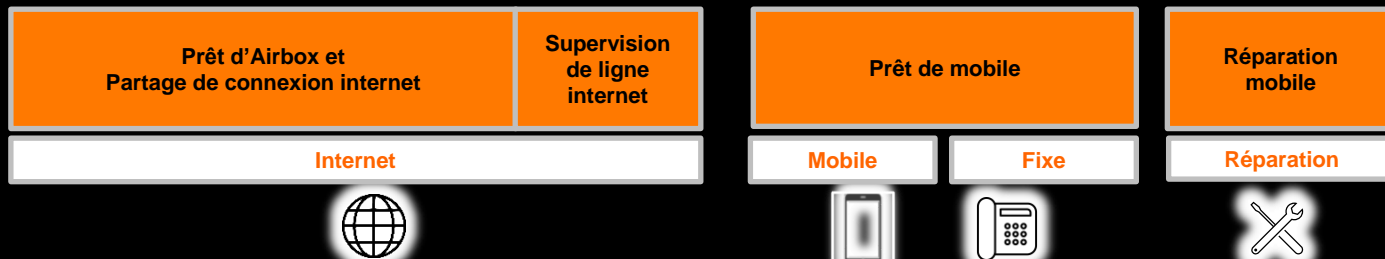 Prêt d’Airbox et
Partage de connexion internet
Supervision
de ligne
internet
Prêt de mobile
Réparation
mobile
Internet
Mobile
Fixe
Réparation